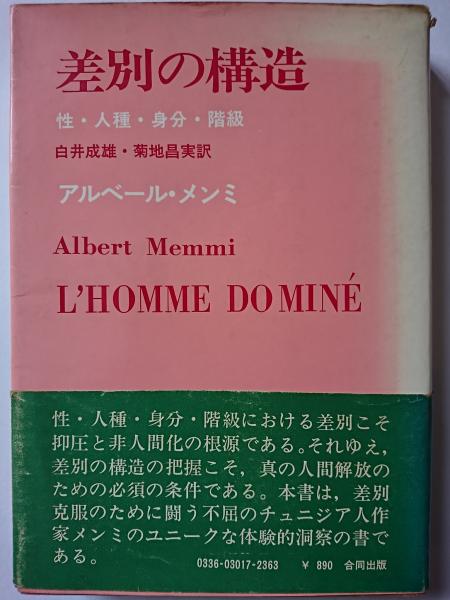 差別の構造
性・人種・身分・階級
白井成雄・菊地昌実訳
アルベール・メンミ
Albert Memmi
L'HOMME DOMINÉ
性・人種・身分・階級における差別こそ
抑圧と非人間化の根源である。それゆえ，
差別の構造の把握こそ，真の人間解放の
ための必須の条件である。本書は，差別
克服のために闘う不屈のチュニジア人作
家メンミのユニークな体験的洞察の書で
ある。
0336-03017-2363 ¥ 890 合同出版